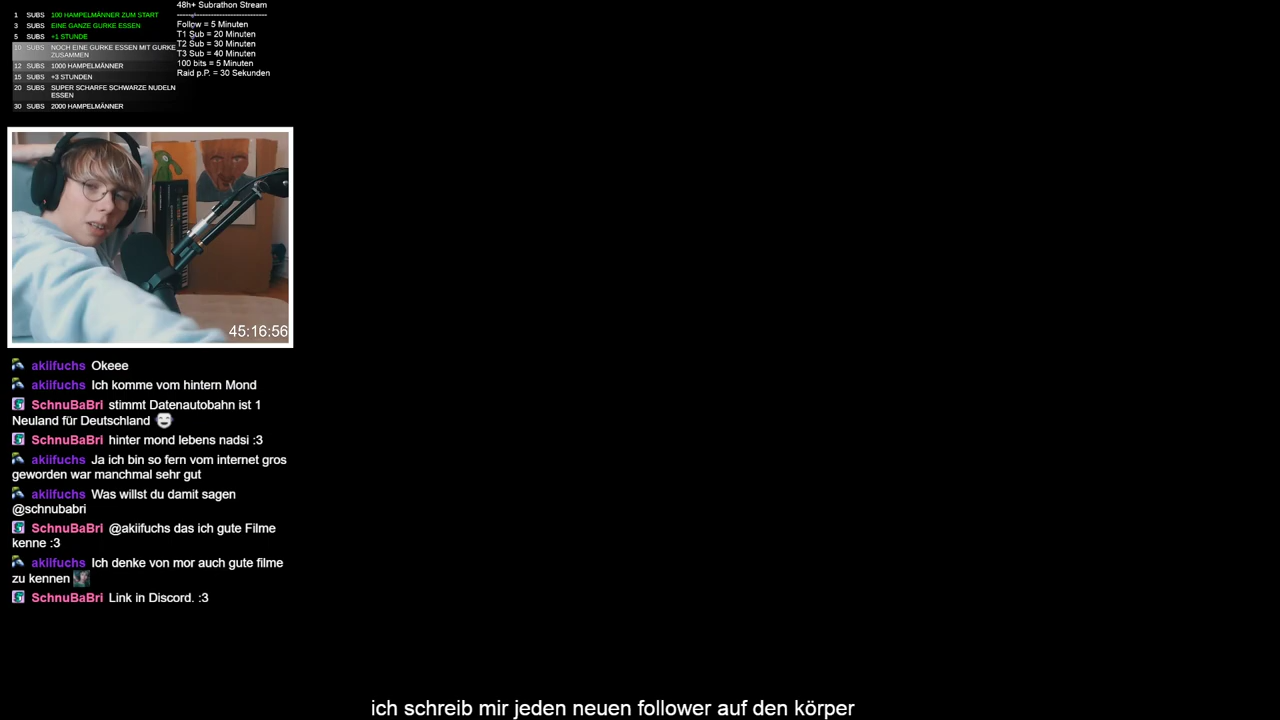 1 SUBS 100 HAMPELMÄNNER ZUM START
3 SUBS EINE GANZE GURKE ESSEN
5 SUBS +1 STUNDE
10 SUBS NOCH EINE GURKE ESSEN MIT GURKE
ZUSAMMEN
12 SUBS 1000 HAMPELMÄNNER
15 SUBS +3 STUNDEN
20 SUBS SUPER SCHARFE SCHWARZE NUDELN
ESSEN
30 SUBS 2000 HAMPELMÄNNER
48h+ Subrathon Stream
------------------------------
Follow = 5 Minuten
T1 Sub = 20 Minuten
T2 Sub = 30 Minuten
T3 Sub = 40 Minuten
100 bits = 5 Minuten
Raid p.P. = 30 Sekunden
45:16:56
akiifuchs Okeee
akiifuchs Ich komme vom hintern Mond
SchnuBaBri stimmt Datenautobahn ist 1
Neuland für Deutschland
SchnuBaBri hinter mond lebens nadsi :3
akiifuchs Ja ich bin so fern vom internet gros
geworden war manchmal sehr gut
akiifuchs Was willst du damit sagen
@schnubabri
SchnuBaBri @akiifuchs das ich gute Filme
kenne :3
akiifuchs Ich denke von mor auch gute filme
zu kennen
SchnuBaBri Link in Discord. :3
ich schreib mir jeden neuen follower auf den körper